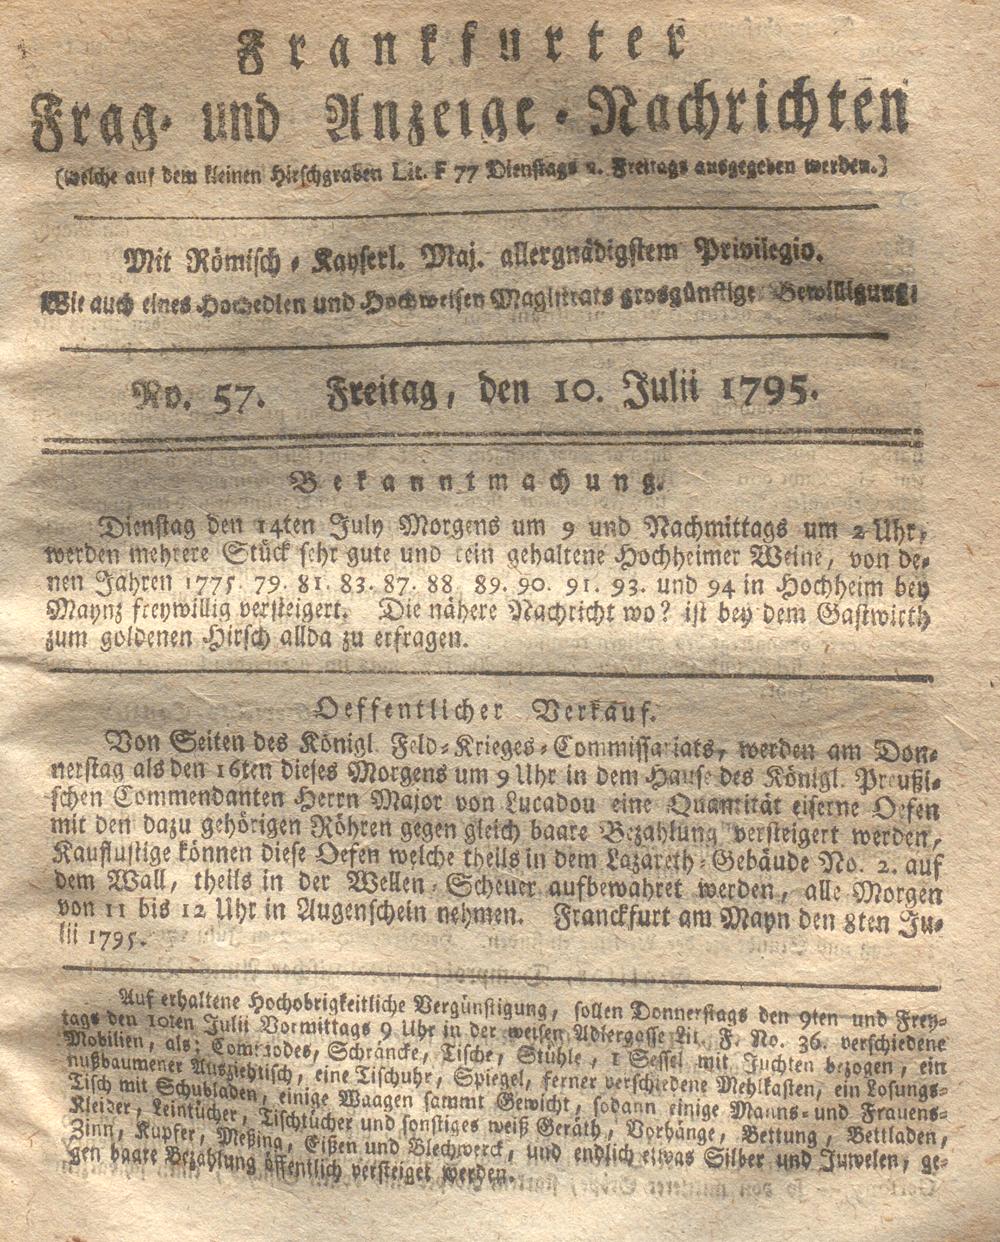 Frankfurter
Frag- und Anzeige-Nachrichten
(welche auf dem kleinen Hirschgraben Lit. F 77 Dienstags u. Freitags ausgegeben werden.)
Mit Römisch-Kayserl. Maj. allergnädigstem Privilegio.
Wie auch eines Hochedlen und Hochweisen Magistrats grosgünstige Bewilligung.
No. 57. Freitag, den 10. Julii 1795.
Bekanntmachung.
Dienstag den 14ten July Morgens um 9 und Nachmittags um 2 Uhr,
werden mehrere Stück sehr gute und rein gehaltene Hochheimer Weine, von de-
nen Jahren 1775. 79. 81. 83. 87. 88 89. 90. 91. 93. und 94 in Hochheim bey
Maynz freywillig versteigert. Die nähere Nachricht wo? ist bey dem Gastwirth
zum goldenen Hirsch allda zu erfragen.
Oeffentlicher Verkauf.
Von Seiten des Königl. Feld-Krieges-Commissariats, werden am Don-
nerstag als den 16ten dieses Morgens um 9 Uhr in dem Hause des Königl. Preußi-
schen Commendanten Herrn Major von Lucadou eine Quantität eiserne Oefen
mit den dazu gehörigen Röhren gegen gleich baare Bezahlung versteigert werden,
Kauflustige können diese Oefen welche theils in dem Lazareth-Gebäude No. 2. auf
dem Wall, theils in der Wellen-Scheuer aufbewahret werden, alle Morgen
von 11 bis 12 Uhr in Augenschein nehmen. Franckfurt am Mayn den 8ten Ju-
lii 1795.
Auf erhaltene Hochobrigkeitliche Vergünstigung, sollen Donnerstags den 9ten und Frey-
tags den 10ten Julii Vormittags 9 Uhr in der weisen Adlergasse Lit. F. No. 36. verschiedene
Mobilien, als: Commodes, Schräncke, Tische, Stühle, 1 Sessel mit Juchten bezogen, ein
nußbaumener Ausziehtisch, eine Tischuhr, Spiegel, ferner verschiedene Mehlkasten, ein Losungs-
Tisch mit Schubladen, einige Waagen sammt Gewicht, sodann einige Manns- und Frauens-
Kleider, Leintücher, Tischtücher und sonstiges weiß Geräth, Vorhänge, Bettung, Bettladen,
Zinn, Kupfer, Meßing, Eißen und Blechwerck, und endlich etwas Silber und Juwelen, ge-
gen baare Bezahlung öffentlich versteiget werden.